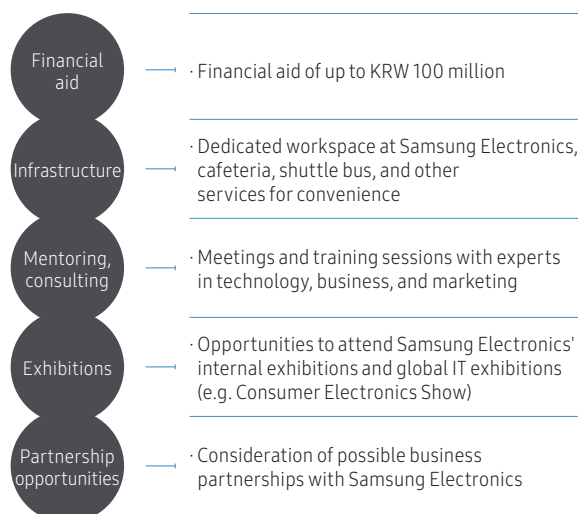 Financial
aid
· Financial aid of up to KRW 100 million
Infrastructure
· Dedicated workspace at Samsung Electronics,
cafeteria, shuttle bus, and other
services for convenience
Mentoring,
consulting
· Meetings and training sessions with experts
in technology, business, and marketing
Exhibitions
· Opportunities to attend Samsung Electronics'
internal exhibitions and global IT exhibitions
(e.g. Consumer Electronics Show)
Partnership
opportunities
· Consideration of possible business
partnerships with Samsung Electronics